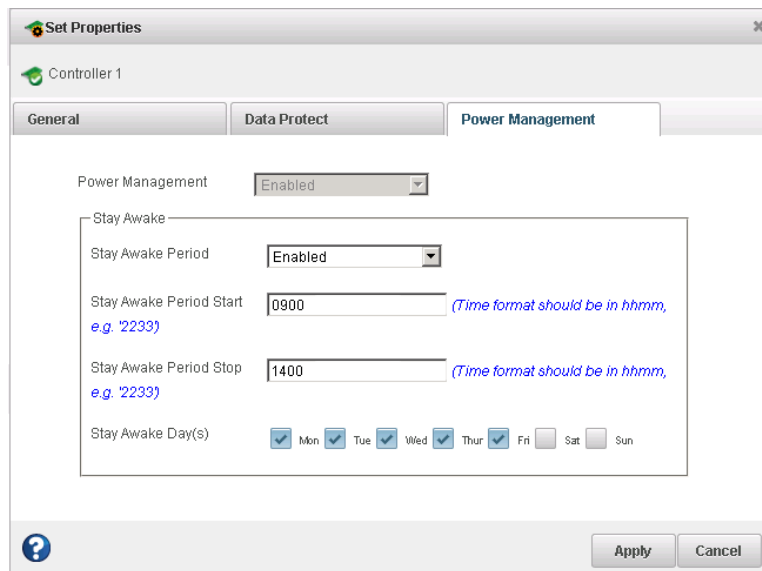 Set Properties
Controller 1
General Data Protect Power Management
Power Management Enabled
Stay Awake
Stay Awake Period Enabled
Stay Awake Period Start 0900 (Time format should be in hhmm,
e.g. '2233')
Stay Awake Period Stop 1400 (Time format should be in hhmm,
e.g. '2233')
Stay Awake Day(s) Mon Tue Wed Thur Fri Sat Sun
Apply Cancel